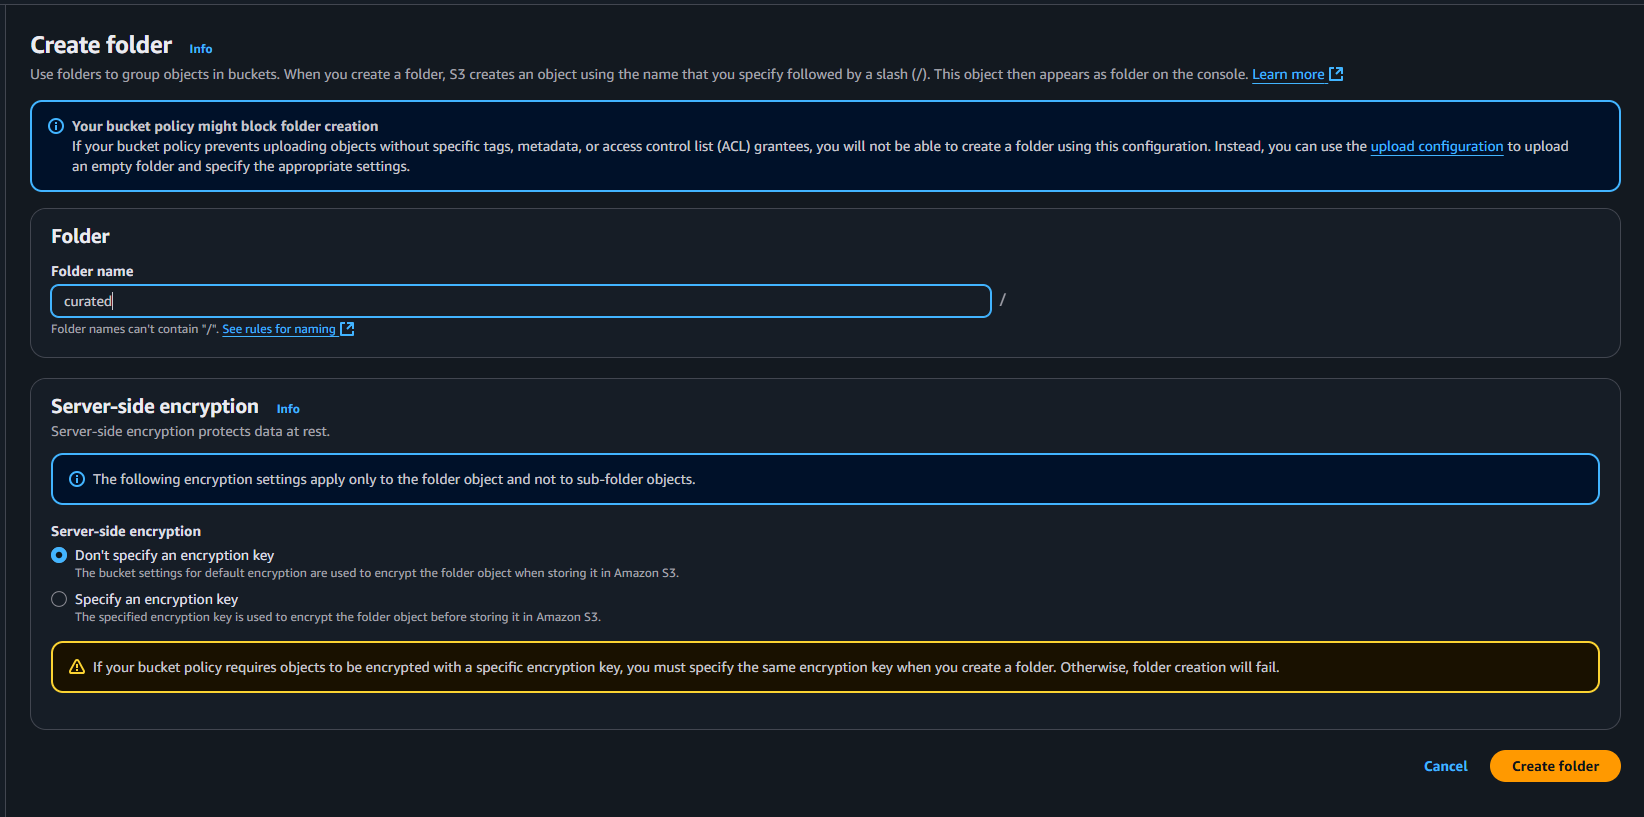 Create folder Info
Use folders to group objects in buckets. When you create a folder, S3 creates an object using the name that you specify followed by a slash (/). This object then appears as folder on the console. Learn more
Your bucket policy might block folder creation
If your bucket policy prevents uploading objects without specific tags, metadata, or access control list (ACL) grantees, you will not be able to create a folder using this configuration. Instead, you can use the upload configuration to upload
an empty folder and specify the appropriate settings.
Folder
Folder name
curated /
Folder names can't contain "/". See rules for naming
Server-side encryption Info
Server-side encryption protects data at rest.
The following encryption settings apply only to the folder object and not to sub-folder objects.
Server-side encryption
Don't specify an encryption key
The bucket settings for default encryption are used to encrypt the folder object when storing it in Amazon S3.
Specify an encryption key
The specified encryption key is used to encrypt the folder object before storing it in Amazon S3.
If your bucket policy requires objects to be encrypted with a specific encryption key, you must specify the same encryption key when you create a folder. Otherwise, folder creation will fail.
Cancel Create folder